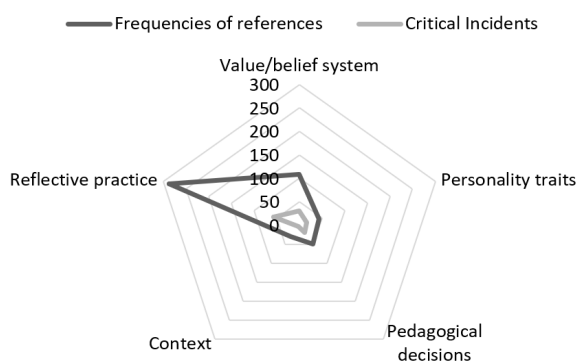 Frequencies of references
Critical Incidents
Value/belief system
300
250
200
150
100
50
0
Reflective practice
Personality traits
Context
Pedagogical
decisions